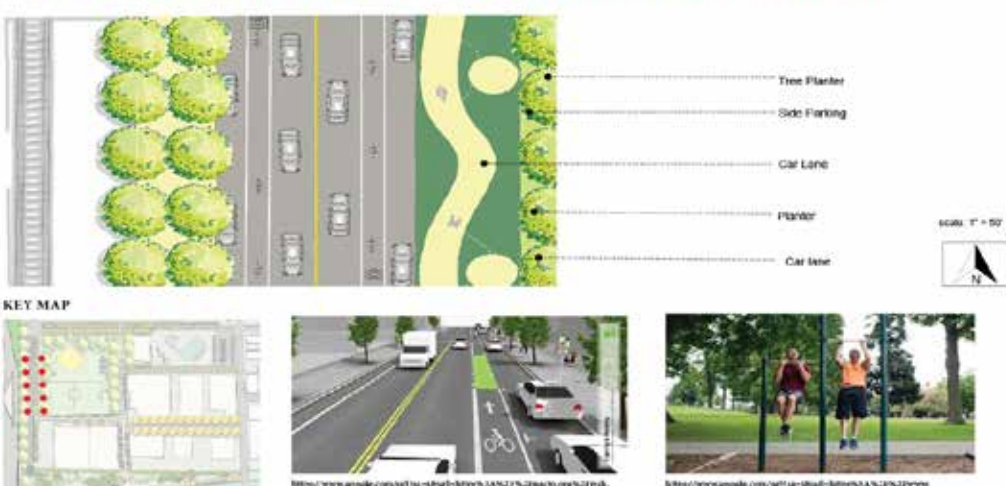 Tree Planter
Side Parking
Car Lane
Planter
Car lane
scale: 1" = 50'
N
KEY MAP